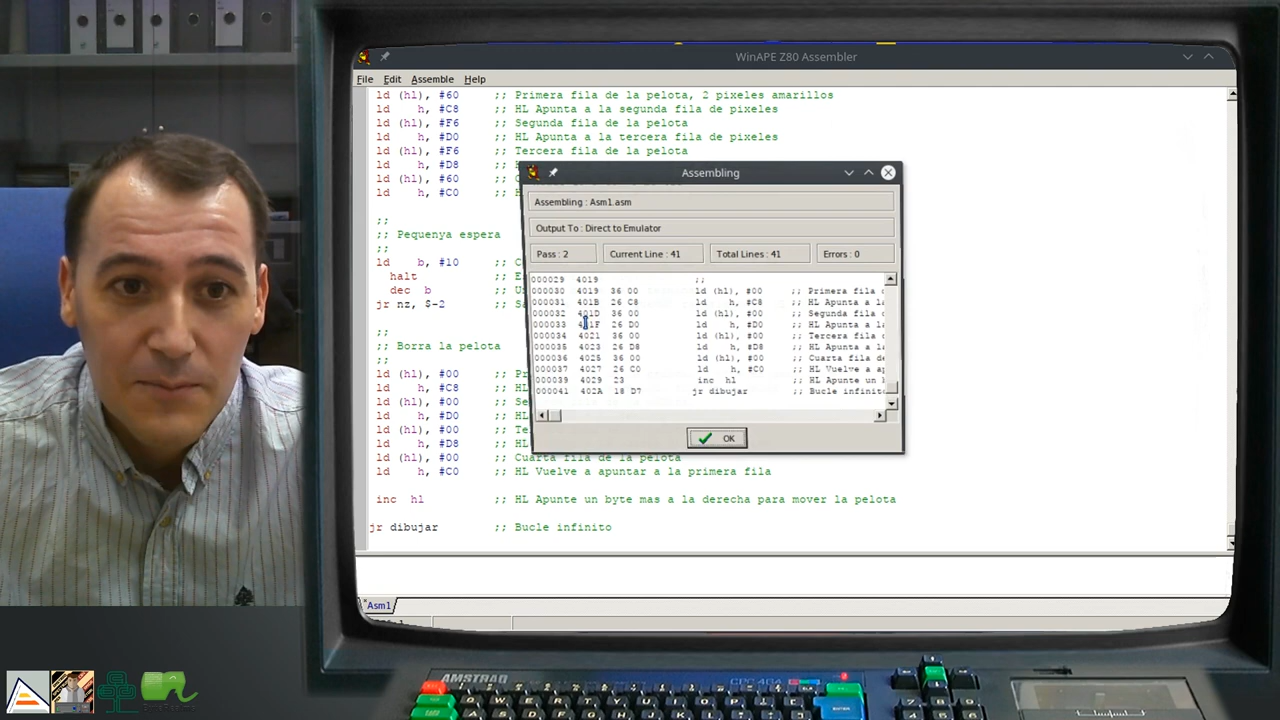 WinAPE Z80 Assembler
File Edit Assemble Help
ld (hl), #60 ;; Primera fila de la pelota, 2 pixeles amarillos
ld h, #C8 ;; HL Apunta a la segunda fila de pixeles
ld (hl), #F6 ;; Segunda fila de la pelota
ld h, #D0 ;; HL Apunta a la tercera fila de pixeles
ld (hl), #F6 ;; Tercera fila de la pelota
ld h, #D8 ;;
ld (hl), #60 ;;
ld h, #C0 ;;
;;
;; Pequenya espera
;;
ld b, #10 ;;
halt ;;
dec b ;;
jr nz, $-2 ;;
;;
;; Borra la pelota
;;
ld (hl), #00 ;;
ld h, #C8 ;; HL
ld (hl), #00 ;;
ld h, #D0 ;; HL
ld (hl), #00 ;;
ld h, #D8 ;; HL
ld (hl), #00 ;; Cuarta fila de la pelota
ld h, #C0 ;; HL Vuelve a apuntar a la primera fila
inc hl ;; HL Apunte un byte mas a la derecha para mover la pelota
jr dibujar ;; Bucle infinito
*Asm1
Assembling
Assembling : Asm1.asm
Output To : Direct to Emulator
Pass : 2 Current Line : 41 Total Lines : 41 Errors : 0
000029 4019 ;;
000030 4019 36 00 ld (hl), #00 ;; Primera fila
000031 401B 26 C8 ld h, #C8 ;; HL Apunta a la
000032 401D 36 00 ld (hl), #00 ;; Segunda fila
000033 401F 26 D0 ld h, #D0 ;; HL Apunta a la
000034 4021 36 00 ld (hl), #00 ;; Tercera fila
000035 4023 26 D8 ld h, #D8 ;; HL Apunta a la
000036 4025 36 00 ld (hl), #00 ;; Cuarta fila de
000037 4027 26 C0 ld h, #C0 ;; HL Vuelve a
000039 4029 23 inc hl ;; HL Apunte un
000041 402A 18 D7 jr dibujar ;; Bucle infinito
OK
AMSTRAD